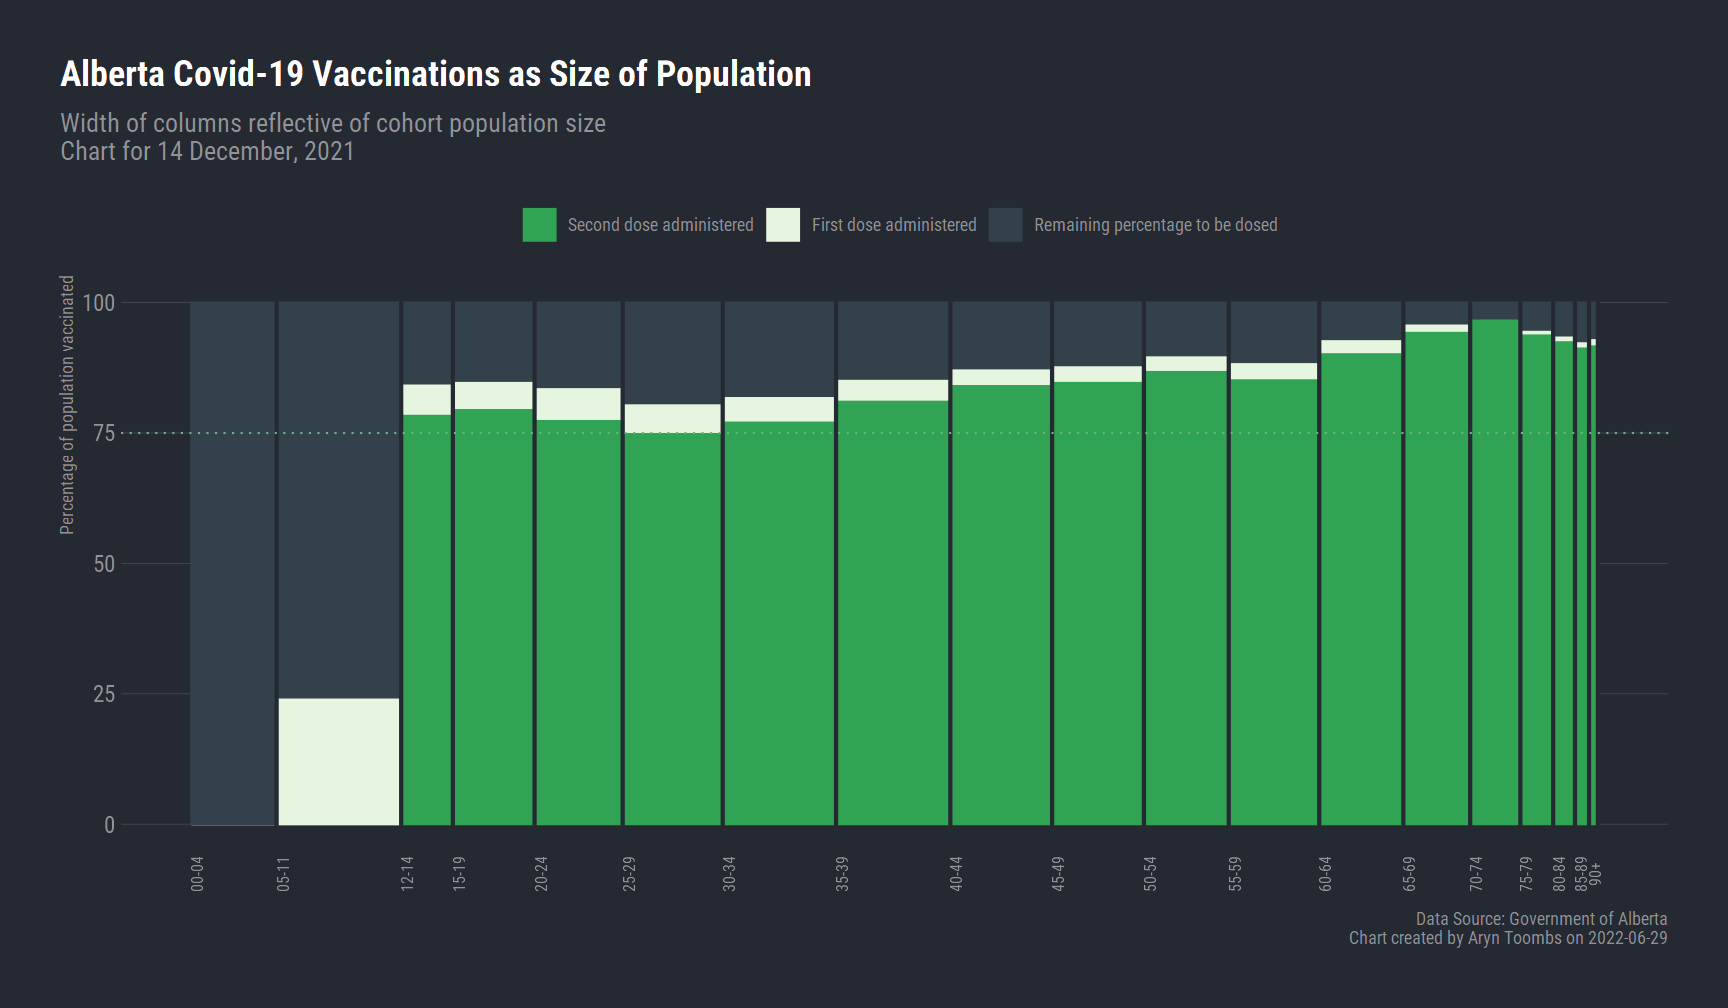 Alberta Covid-19 Vaccinations as Size of Population
Width of columns reflective of cohort population size
Chart for 14 December, 2021
Second dose administered
First dose administered
Remaining percentage to be dosed
Percentage of population vaccinated
100
75
50
25
0
00-04
05-11
12-14
15-19
20-24
25-29
30-34
35-39
40-44
45-49
50-54
55-59
60-64
65-69
70-74
75-79
80-84
85-89
90+
Data Source: Government of Alberta
Chart created by Aryn Toombs on 2022-06-29